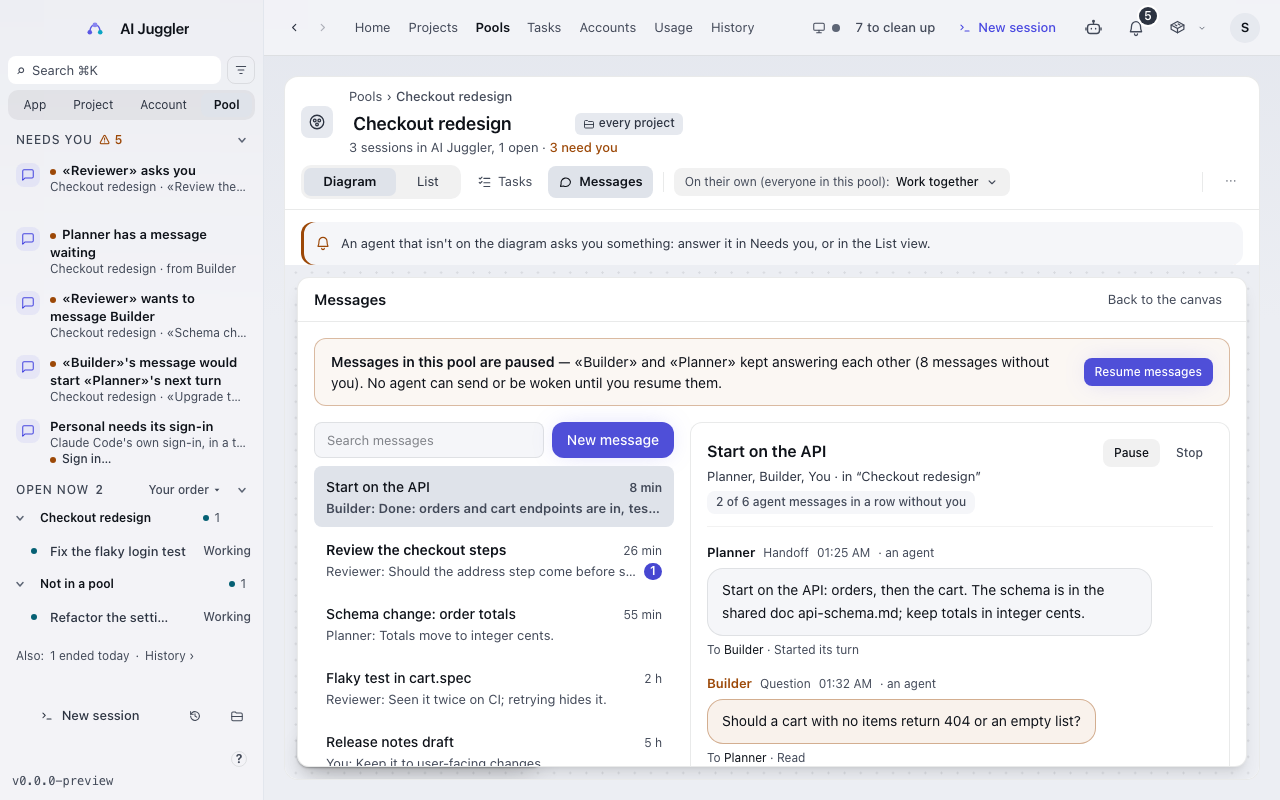 AI Juggler
Search ⌘K
App Project Account Pool
NEEDS YOU 5
«Reviewer» asks you
Checkout redesign · «Review the…
Planner has a message
waiting
Checkout redesign · from Builder
«Reviewer» wants to
message Builder
Checkout redesign · «Schema ch…
«Builder»'s message would
start «Planner»'s next turn
Checkout redesign · «Upgrade t…
Personal needs its sign-in
Claude Code's own sign-in, in a t…
Sign in…
OPEN NOW 2 Your order
Checkout redesign 1
Fix the flaky login test Working
Not in a pool 1
Refactor the setti… Working
Also: 1 ended today · History ›
New session
?
v0.0.0-preview
Home Projects Pools Tasks Accounts Usage History
7 to clean up
New session
5
S
Pools › Checkout redesign
Checkout redesign
every project
3 sessions in AI Juggler, 1 open · 3 need you
Diagram List Tasks Messages
On their own (everyone in this pool): Work together
···
An agent that isn't on the diagram asks you something: answer it in Needs you, or in the List view.
Messages
Back to the canvas
Messages in this pool are paused — «Builder» and «Planner» kept answering each other (8 messages without
you). No agent can send or be woken until you resume them.
Resume messages
Search messages
New message
Start on the API 8 min
Builder: Done: orders and cart endpoints are in, tes…
Review the checkout steps 26 min
Reviewer: Should the address step come before s… 1
Schema change: order totals 55 min
Planner: Totals move to integer cents.
Flaky test in cart.spec 2 h
Reviewer: Seen it twice on CI; retrying hides it.
Release notes draft 5 h
You: Keep it to user-facing changes
Start on the API
Pause Stop
Planner, Builder, You · in “Checkout redesign”
2 of 6 agent messages in a row without you
Planner Handoff 01:25 AM · an agent
Start on the API: orders, then the cart. The schema is in the
shared doc api-schema.md; keep totals in integer cents.
To Builder · Started its turn
Builder Question 01:32 AM · an agent
Should a cart with no items return 404 or an empty list?
To Planner · Read